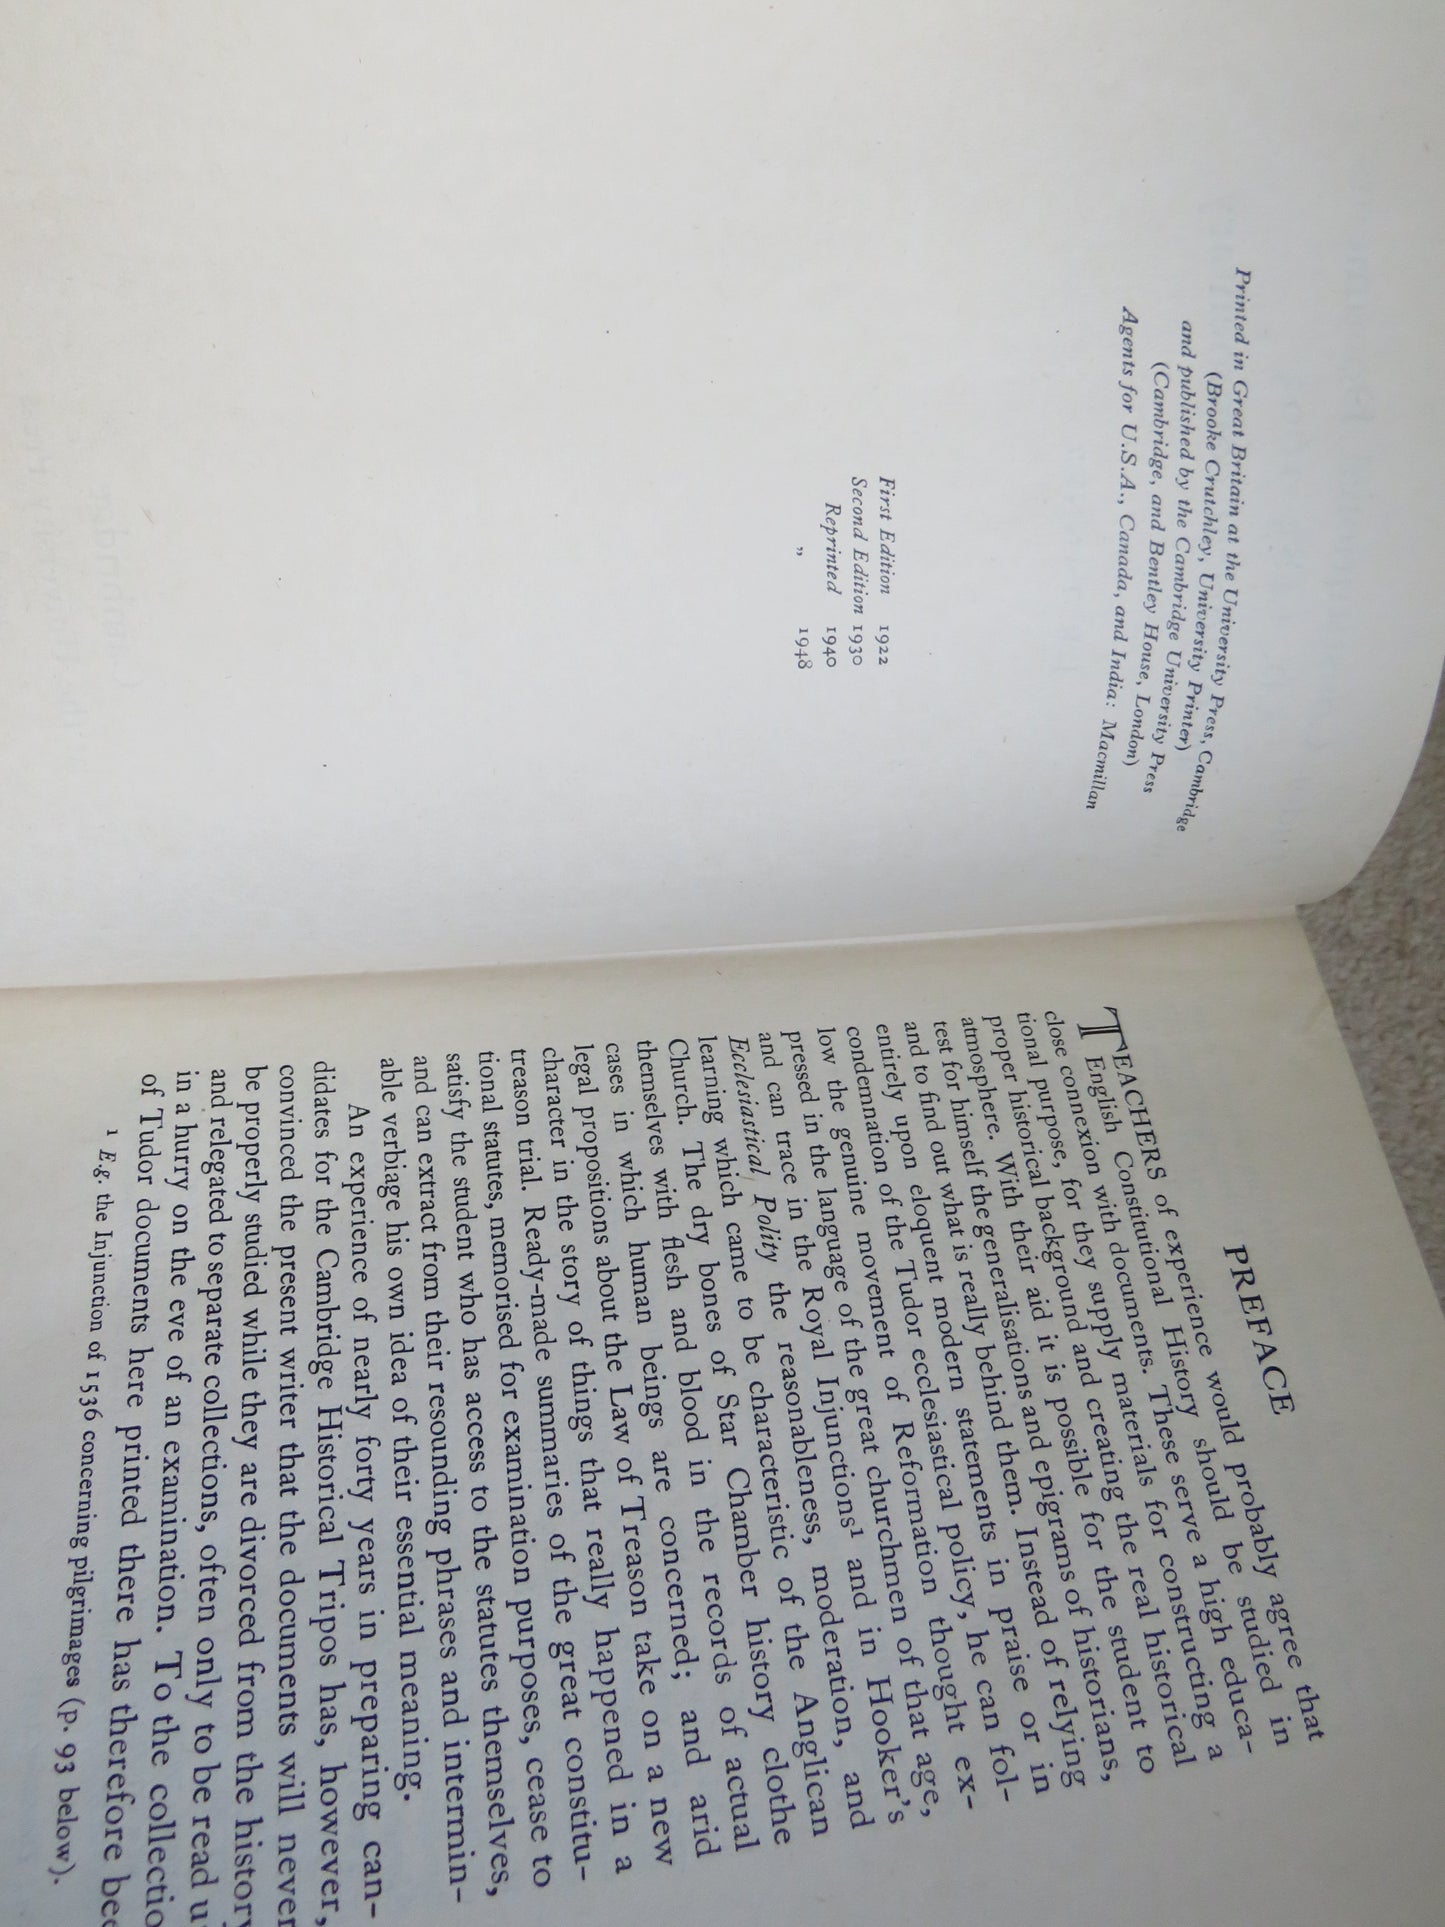 Printed in Great Britain at the University Press, Cambridge
(Brooke Crutchley, University Printer)
and published by the Cambridge University Press
(Cambridge, and Bentley House, London)
Agents for U.S.A., Canada, and India: Macmillan
First Edition 1922
Second Edition 1930
Reprinted 1940
" 1948
PREFACE
TEACHERS of experience would probably agree that
English Constitutional History should be studied in
close connexion with documents. These serve a high educa-
tional purpose, for they supply materials for constructing a
proper historical background and creating the real historical
atmosphere. With their aid it is possible for the student to
test for himself the generalisations and epigrams of historians,
and to find out what is really behind them. Instead of relying
entirely upon eloquent modern statements in praise or in
condemnation of the Tudor ecclesiastical policy, he can fol-
low the genuine movement of Reformation thought ex-
pressed in the language of the great churchmen of that age,
and can trace in the Royal Injunctions¹ and in Hooker's
Ecclesiastical Polity the reasonableness, moderation, and
learning which came to be characteristic of the Anglican
Church. The dry bones of Star Chamber history clothe
themselves with flesh and blood in the records of actual
cases in which human beings are concerned; and arid
legal propositions about the Law of Treason take on a new
character in the story of things that really happened in a
treason trial. Ready-made summaries of the great constitu-
tional statutes, memorised for examination purposes, cease to
satisfy the student who has access to the statutes themselves,
and can extract from their resounding phrases and intermin-
able verbiage his own idea of their essential meaning.
An experience of nearly forty years in preparing can-
didates for the Cambridge Historical Tripos has, however,
convinced the present writer that the documents will never
be properly studied while they are divorced from the history
and relegated to separate collections, often only to be read
in a hurry on the eve of an examination. To the
of Tudor documents here printed there has therefore
¹ E.g. the Injunction of 1536 concerning pilgrimages (p. 93 below).